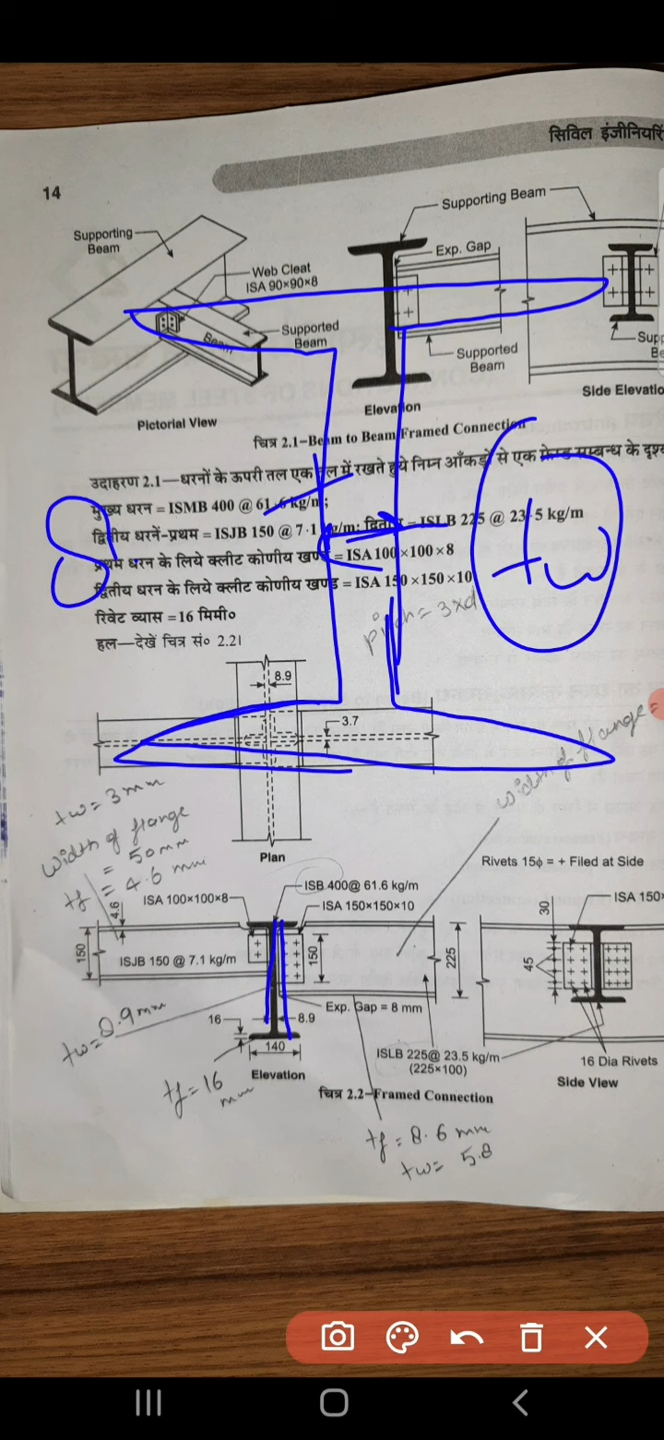 सिविल इंजीनियरिं
14
Supporting
Beam
Web Cleat
ISA 90×90×8
Beam
Supported
Beam
Pictorial View
Supporting Beam
Exp. Gap
Supported
Beam
Elevation
Supp
Be
Side Elevatio
चित्र 2.1–Beam to Beam Framed Connection
उदाहरण 2.1—धरनों के ऊपरी तल एक तल में रखते हुये निम्न आँकड़ों से एक फ्रेम्ड सम्बन्ध के दृश्य
मुख्य धरन = ISMB 400 @ 61.6 kg/m;
द्वितीय धरनें-प्रथम = ISJB 150 @ 7·1 kg/m; द्वितीय = ISLB 225 @ 23·5 kg/m
प्रथम धरन के लिये क्लीट कोणीय खण्ड = ISA 100×100×8
द्वितीय धरन के लिये क्लीट कोणीय खण्ड = ISA 150×150×10
रिवेट व्यास = 16 मिमी०
हल—देखें चित्र सं० 2.2।
tw
pitch = 3xd
8.9
3.7
Plan
width of flange =
tw = 3mm
width of flange
= 50mm
tf = 4.6 mm
Rivets 15ϕ = + Filed at Side
ISB 400@ 61.6 kg/m
ISA 100×100×8
ISA 150×150×10
4.6
150
ISJB 150 @ 7.1 kg/m
150
225
Exp. Gap = 8 mm
16
8.9
140
ISLB 225@ 23.5 kg/m
(225×100)
Elevation
30
ISA 150×
45
16 Dia Rivets
Side View
tw = 8.9mm
tf = 16
mm
चित्र 2.2–Framed Connection
tf = 8.6 mm
tw = 5.8